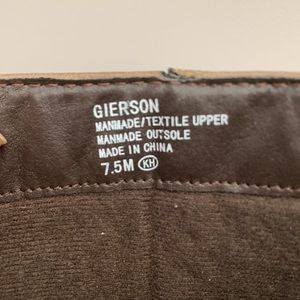 GIERSON
MANMADE/TEXTILE UPPER
MANMADE OUTSOLE
MADE IN CHINA
7.5M KH